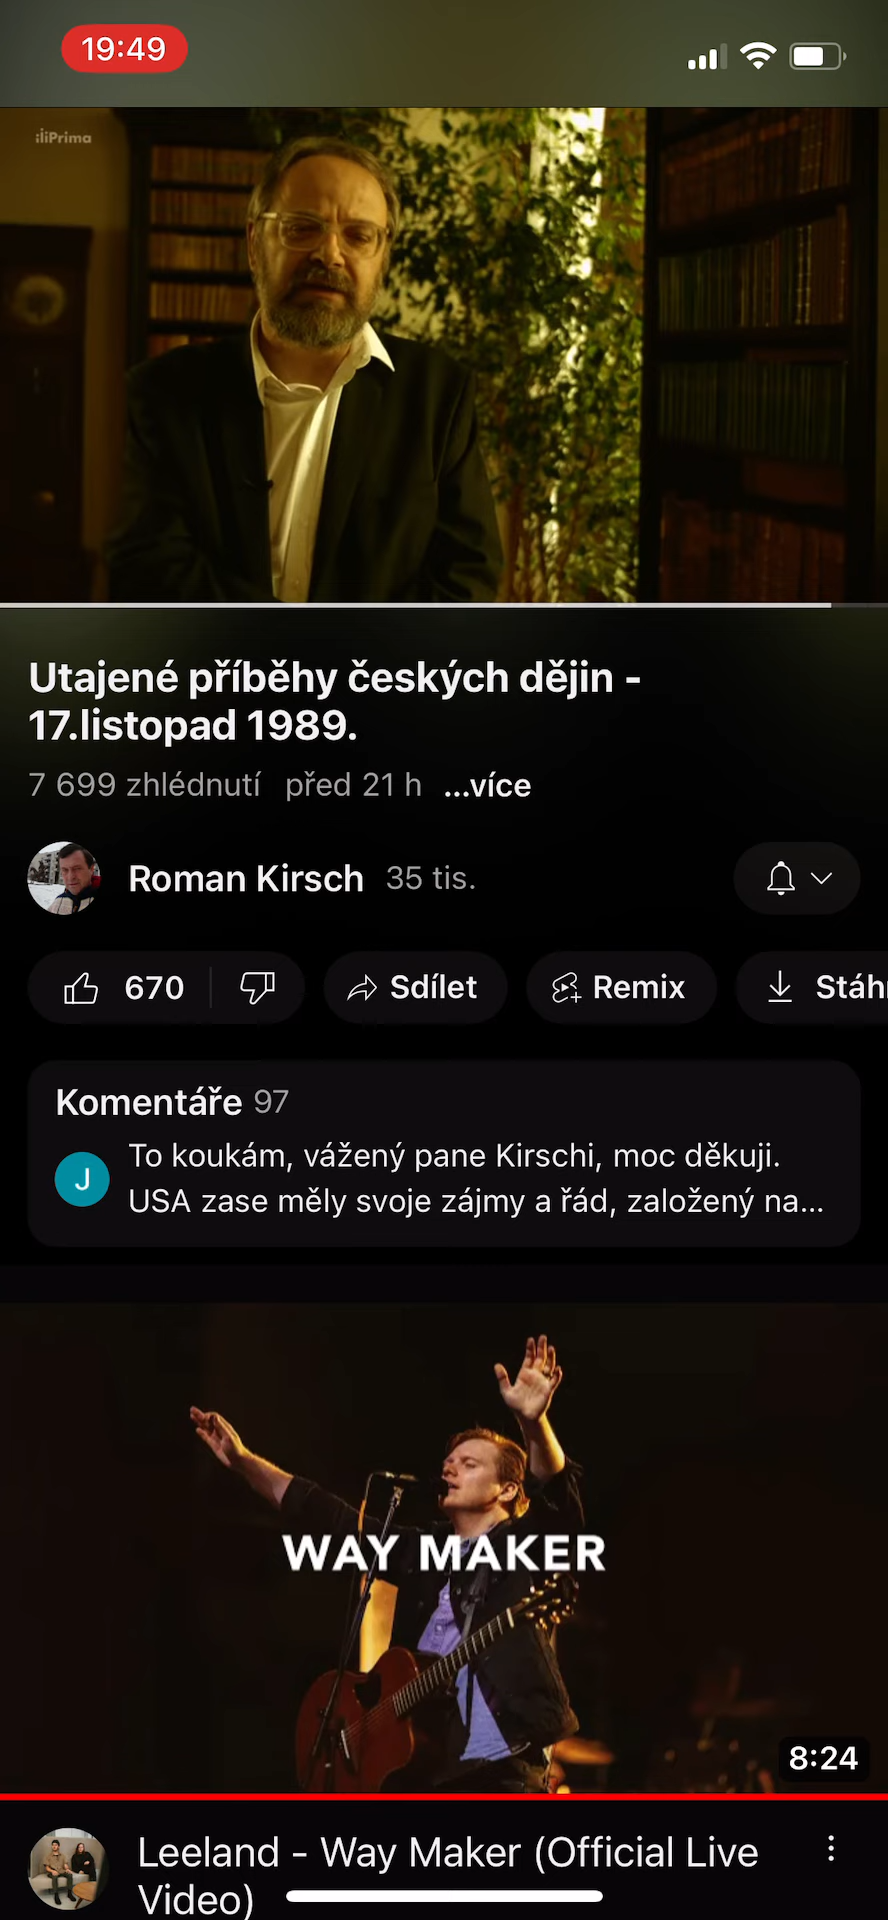 19:49
Prima
Utajené příběhy českých dějin -
17.listopad 1989.
7 699 zhlédnutí před 21 h ...více
Roman Kirsch 35 tis.
670 Sdílet Remix Stáh
Komentáře 97
J
To koukám, vážený pane Kirschi, moc děkuji.
USA zase měly svoje zájmy a řád, založený na...
WAY MAKER
8:24
Leeland - Way Maker (Official Live
Video)